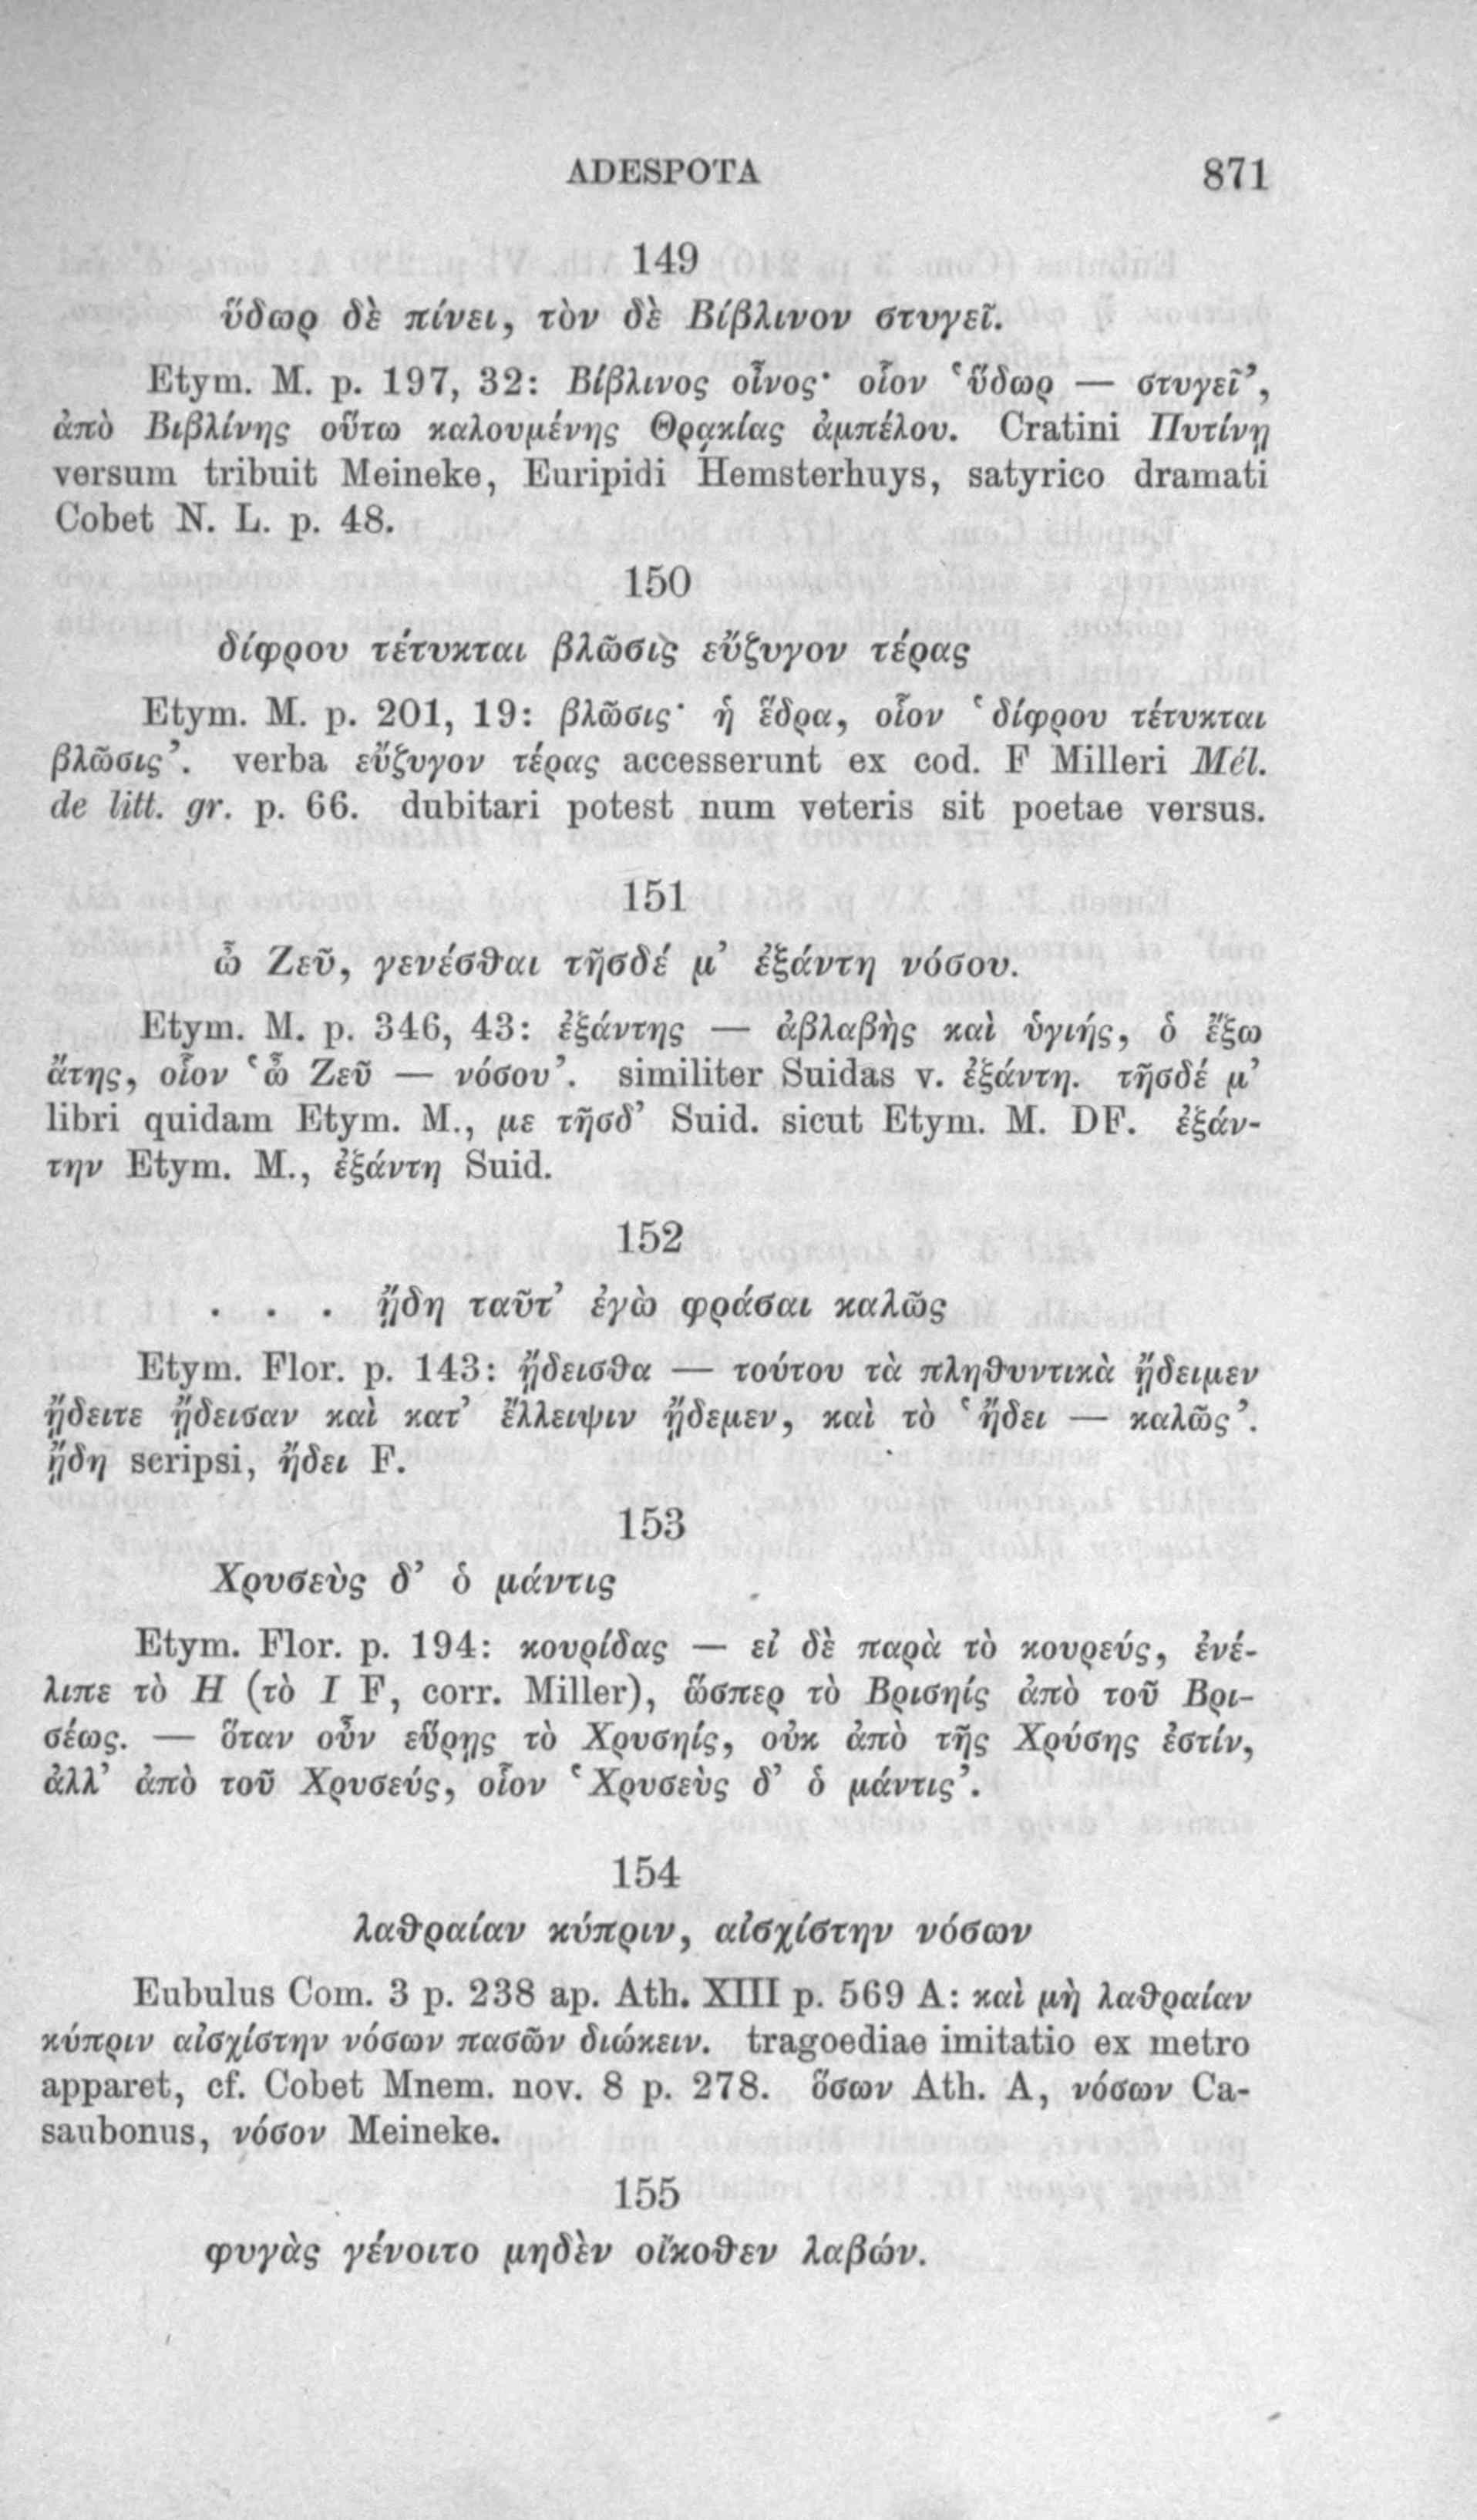 ADESPOTA 871
149
ὕδωρ δὲ πίνει, τὸν δὲ Βίβλινον στυγεῖ.
Etym. M. p. 197, 32: Βίβλινος οἶνος· οἷον ‘ὕδωρ — στυγεῖ’,
ἀπὸ Βιβλίνης οὕτω καλουμένης Θρᾳκίας ἀμπέλου. Cratini Πυτίνῃ
versum tribuit Meineke, Euripidi Hemsterhuys, satyrico dramati
Cobet N. L. p. 48.
150
δίφρου τέτυκται βλῶσις εὔζυγον τέρας
Etym. M. p. 201, 19: βλῶσις· ἡ ἕδρα, οἷον ‘δίφρου τέτυκται
βλῶσις’. verba εὔζυγον τέρας accesserunt ex cod. F Milleri Mél.
de litt. gr. p. 66. dubitari potest num veteris sit poetae versus.
151
ὦ Ζεῦ, γενέσθαι τῆσδέ μ’ ἐξάντη νόσου.
Etym. M. p. 346, 43: ἐξάντης — ἀβλαβὴς καὶ ὑγιής, ὁ ἔξω
ἄτης, οἷον ‘ὦ Ζεῦ — νόσου’. similiter Suidas v. ἐξάντη. τῆσδέ μ’
libri quidam Etym. M., με τῆσδ’ Suid. sicut Etym. M. DF. ἐξάν-
την Etym. M., ἐξάντη Suid.
152
. . . ᾔδη ταῦτ’ ἐγὼ φράσαι καλῶς
Etym. Flor. p. 143: ᾔδεισθα — τούτου τὰ πληθυντικὰ ᾔδειμεν
ᾔδειτε ᾔδεισαν καὶ κατ’ ἔλλειψιν ᾔδεμεν, καὶ τὸ ‘ἤδει — καλῶς’.
ᾔδη scripsi, ἤδει F.
153
Χρυσεὺς δ’ ὁ μάντις
Etym. Flor. p. 194: κουρίδας — εἰ δὲ παρὰ τὸ κουρεύς, ἐνέ-
λιπε τὸ Η (τὸ Ι F, corr. Miller), ὥσπερ τὸ Βρισηίς ἀπὸ τοῦ Βρι-
σέως. — ὅταν οὖν εὕρῃς τὸ Χρυσηίς, οὐκ ἀπὸ τῆς Χρύσης ἐστίν,
ἀλλ’ ἀπὸ τοῦ Χρυσεύς, οἷον ‘Χρυσεὺς δ’ ὁ μάντις’.
154
λαθραίαν κύπριν, αἰσχίστην νόσων
Eubulus Com. 3 p. 238 ap. Ath. XIII p. 569 A: καὶ μὴ λαθραίαν
κύπριν αἰσχίστην νόσων πασῶν διώκειν. tragoediae imitatio ex metro
apparet, cf. Cobet Mnem. nov. 8 p. 278. ὅσων Ath. A, νόσων Ca-
saubonus, νόσον Meineke.
155
φυγὰς γένοιτο μηδὲν οἴκοθεν λαβών.